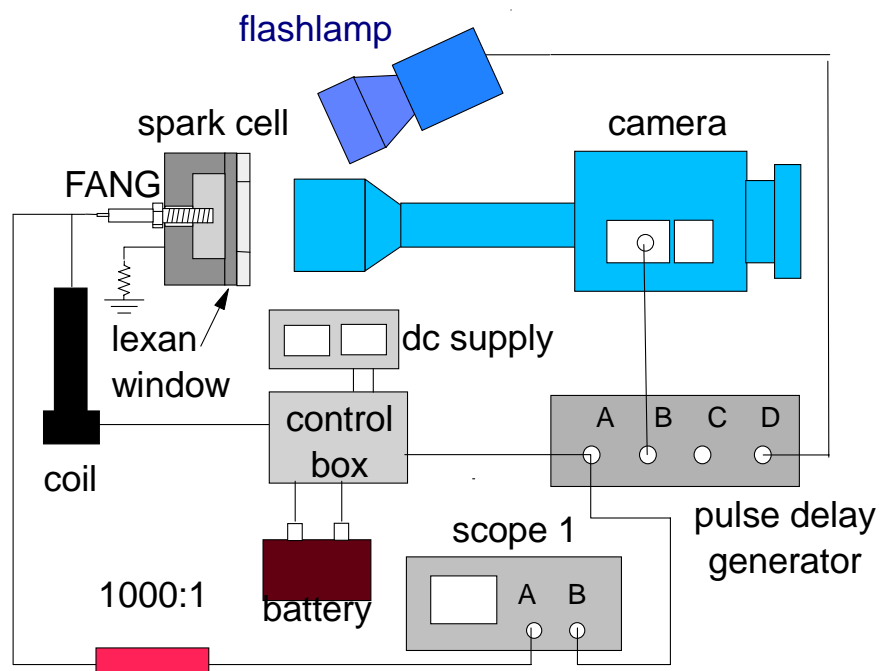 flashlamp
spark cell
camera
FANG
lexan
window
dc supply
control
box
A B C D
coil
pulse delay
generator
scope 1
A B
battery
1000:1